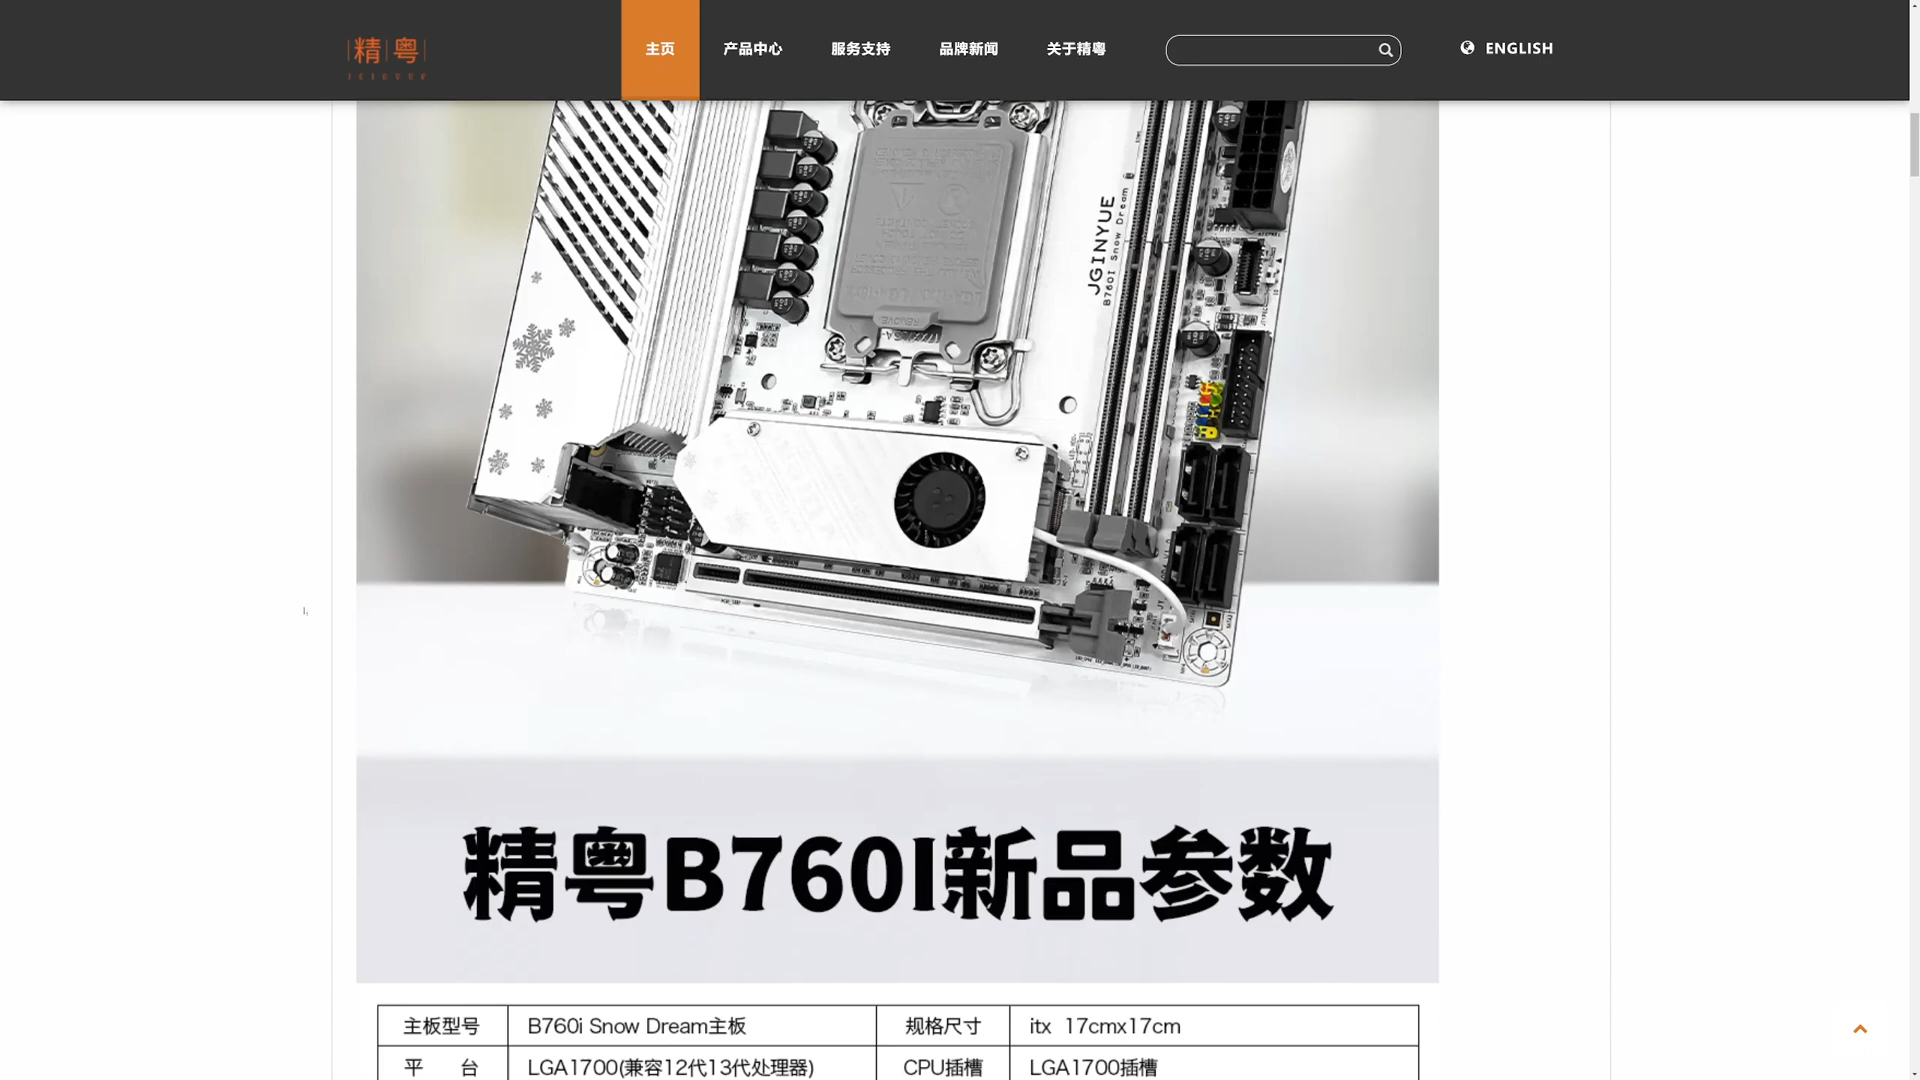 精粤
JGINYUE
主页
产品中心
服务支持
品牌新闻
关于精粤
ENGLISH
JGINYUE
B760I Snow Dream
REMOVE
精粤B760I新品参数
主板型号 B760i Snow Dream主板 规格尺寸 itx 17cmx17cm
平 台 LGA1700(兼容12代13代处理器) CPU插槽 LGA1700插槽